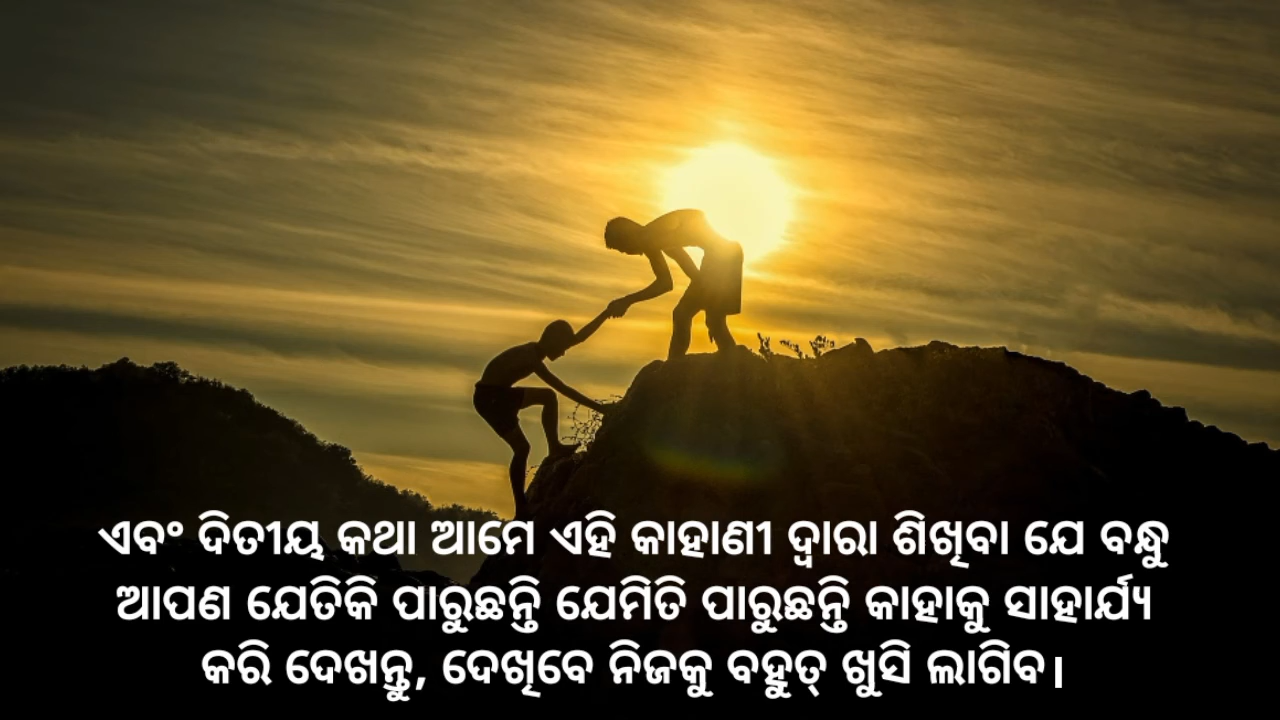 ଏବଂ ଦିତୀୟ କଥା ଆମେ ଏହି କାହାଣୀ ଦ୍ୱାରା ଶିଖିବା ଯେ ବନ୍ଧୁ
ଆପଣ ଯେତିକି ପାରୁଛନ୍ତି ଯେମିତି ପାରୁଛନ୍ତି କାହାକୁ ସାହାର୍ଯ୍ୟ
କରି ଦେଖନ୍ତୁ, ଦେଖିବେ ନିଜକୁ ବହୁତ୍ ଖୁସି ଲାଗିବ।